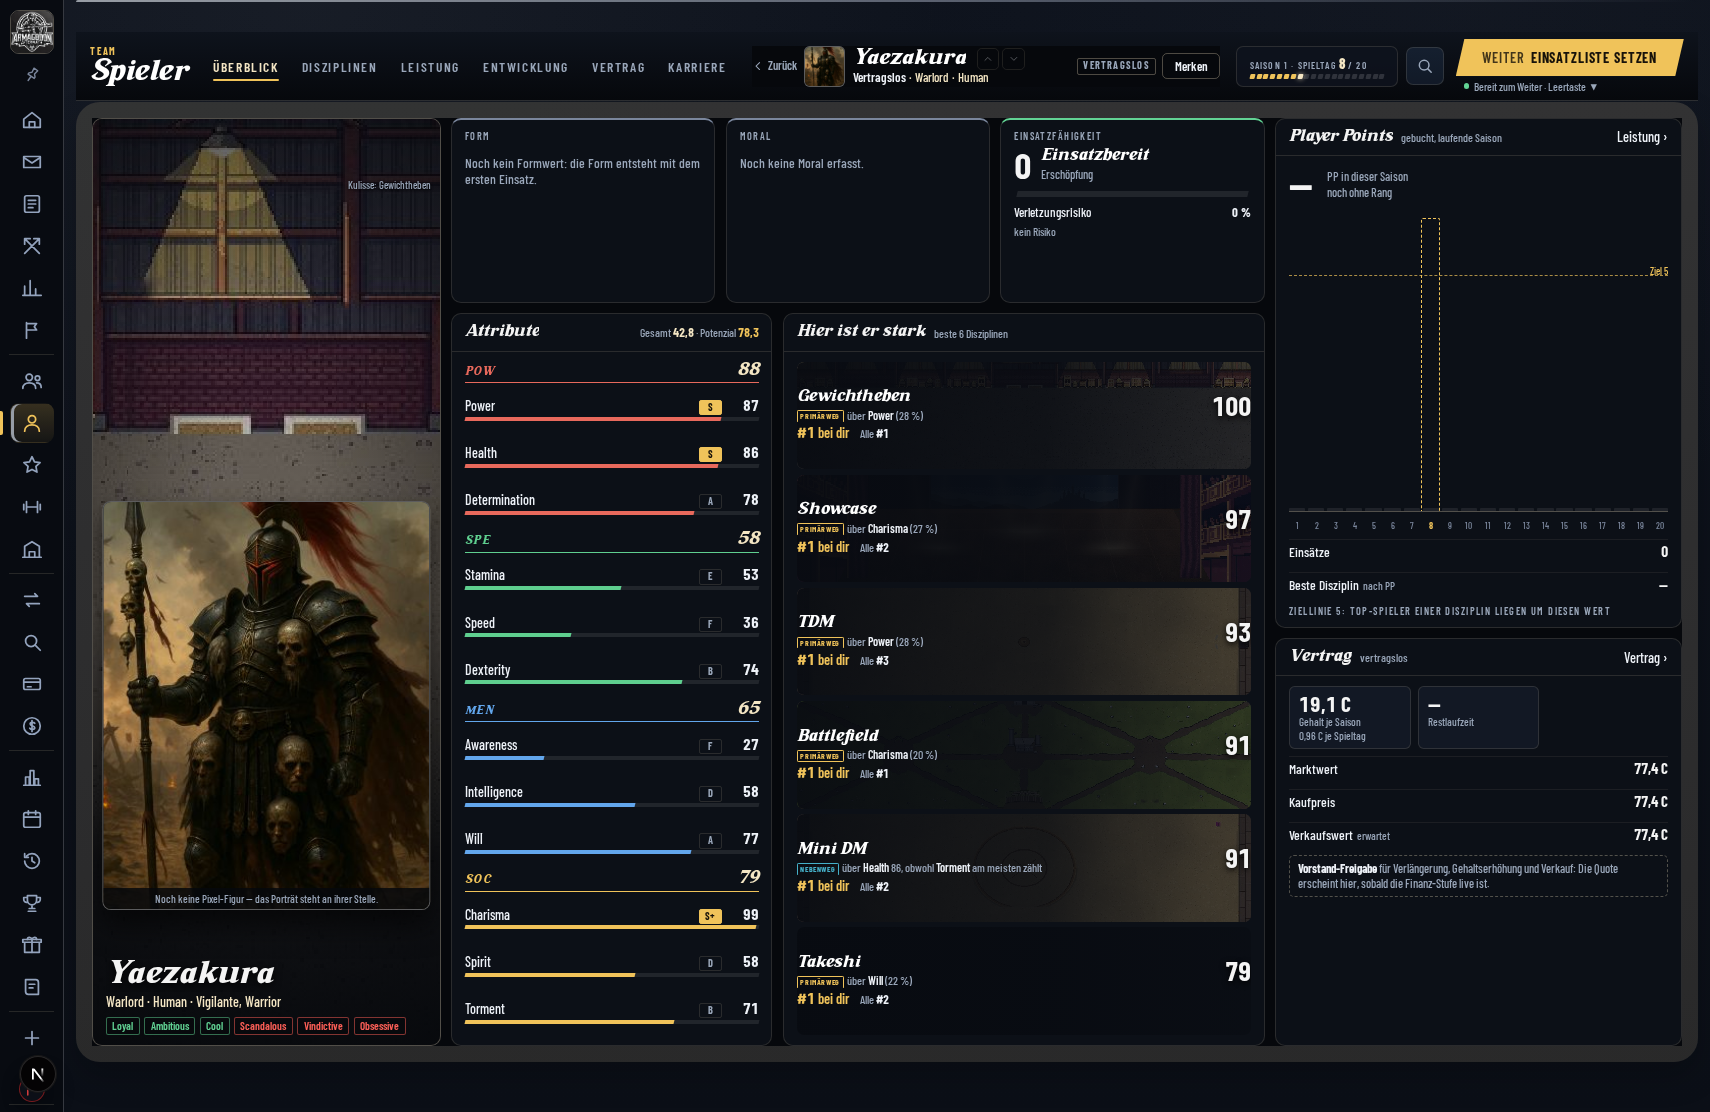 TEAM
Spieler
ÜBERBLICK
DISZIPLINEN
LEISTUNG
ENTWICKLUNG
VERTRAG
KARRIERE
Zurück
Yaezakura
Vertragslos · Warlord · Human
VERTRAGSLOS
Merken
SAISON 1 · SPIELTAG 8 / 20
WEITER EINSATZLISTE SETZEN
Bereit zum Weiter · Leertaste ▼
Kulisse: Gewichtheben
Noch keine Pixel-Figur – das Porträt steht an ihrer Stelle.
Yaezakura
Warlord · Human · Vigilante, Warrior
Loyal
Ambitious
Cool
Scandalous
Vindictive
Obsessive
FORM
Noch kein Formwert: die Form entsteht mit dem
ersten Einsatz.
MORAL
Noch keine Moral erfasst.
EINSATZFÄHIGKEIT
0
Einsatzbereit
Erschöpfung
Verletzungsrisiko 0 %
kein Risiko
Attribute
Gesamt 42,8 · Potenzial 78,3
POW 88
Power S 87
Health S 86
Determination A 78
SPE 58
Stamina E 53
Speed F 36
Dexterity B 74
MEN 65
Awareness F 27
Intelligence D 58
Will A 77
SOC 79
Charisma S+ 99
Spirit D 58
Torment B 71
Hier ist er stark beste 6 Disziplinen
Gewichtheben
PRIMÄRWEG über Power (28 %)
#1 bei dir Alle #1
100
Showcase
PRIMÄRWEG über Charisma (27 %)
#1 bei dir Alle #2
97
TDM
PRIMÄRWEG über Power (28 %)
#1 bei dir Alle #3
93
Battlefield
PRIMÄRWEG über Charisma (20 %)
#1 bei dir Alle #1
91
Mini DM
NEBENWEG über Health 86, obwohl Torment am meisten zählt
#1 bei dir Alle #2
91
Takeshi
PRIMÄRWEG über Will (22 %)
#1 bei dir Alle #2
79
Player Points gebucht, laufende Saison
Leistung ›
—
PP in dieser Saison
noch ohne Rang
Ziel 5
1 2 3 4 5 6 7 8 9 10 11 12 13 14 15 16 17 18 19 20
Einsätze 0
Beste Disziplin nach PP –
ZIELLINIE 5: TOP-SPIELER EINER DISZIPLIN LIEGEN UM DIESEN WERT
Vertrag vertragslos
Vertrag ›
19,1 C
Gehalt je Saison
0,96 C je Spieltag
–
Restlaufzeit
Marktwert 77,4 C
Kaufpreis 77,4 C
Verkaufswert erwartet 77,4 C
Vorstand-Freigabe für Verlängerung, Gehaltserhöhung und Verkauf: Die Quote
erscheint hier, sobald die Finanz-Stufe live ist.
N